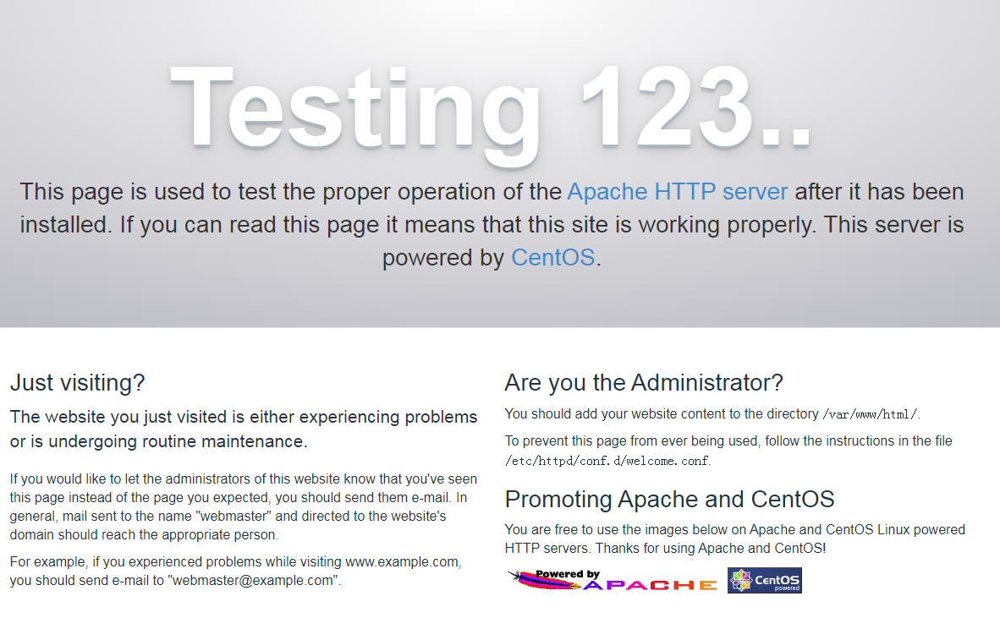 Testing 123..
This page is used to test the proper operation of the Apache HTTP server after it has been
installed. If you can read this page it means that this site is working properly. This server is
powered by CentOS.
Just visiting?
The website you just visited is either experiencing problems
or is undergoing routine maintenance.
If you would like to let the administrators of this website know that you've seen
this page instead of the page you expected, you should send them e-mail. In
general, mail sent to the name "webmaster" and directed to the website's
domain should reach the appropriate person.
For example, if you experienced problems while visiting www.example.com,
you should send e-mail to "webmaster@example.com".
Are you the Administrator?
You should add your website content to the directory /var/www/html/.
To prevent this page from ever being used, follow the instructions in the file
/etc/httpd/conf.d/welcome.conf.
Promoting Apache and CentOS
You are free to use the images below on Apache and CentOS Linux powered
HTTP servers. Thanks for using Apache and CentOS!
Powered by
APACHE
CentOS
powered